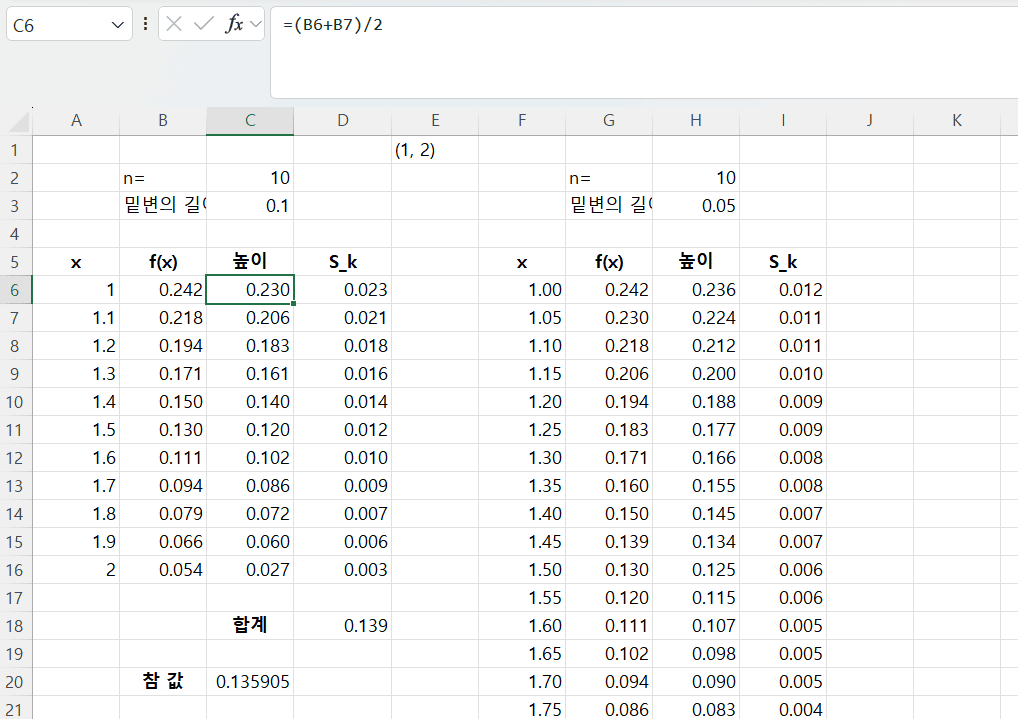 C6 fx =(B6+B7)/2
A B C D E F G H I J K
1 (1, 2)
2 n= 10 n= 10
3 밑변의 길이 0.1 밑변의 길이 0.05
4
5 x f(x) 높이 S_k x f(x) 높이 S_k
6 1 0.242 0.230 0.023 1.00 0.242 0.236 0.012
7 1.1 0.218 0.206 0.021 1.05 0.230 0.224 0.011
8 1.2 0.194 0.183 0.018 1.10 0.218 0.212 0.011
9 1.3 0.171 0.161 0.016 1.15 0.206 0.200 0.010
10 1.4 0.150 0.140 0.014 1.20 0.194 0.188 0.009
11 1.5 0.130 0.120 0.012 1.25 0.183 0.177 0.009
12 1.6 0.111 0.102 0.010 1.30 0.171 0.166 0.008
13 1.7 0.094 0.086 0.009 1.35 0.160 0.155 0.008
14 1.8 0.079 0.072 0.007 1.40 0.150 0.145 0.007
15 1.9 0.066 0.060 0.006 1.45 0.139 0.134 0.007
16 2 0.054 0.027 0.003 1.50 0.130 0.125 0.006
17 1.55 0.120 0.115 0.006
18 합계 0.139 1.60 0.111 0.107 0.005
19 1.65 0.102 0.098 0.005
20 참 값 0.135905 1.70 0.094 0.090 0.005
21 1.75 0.086 0.083 0.004